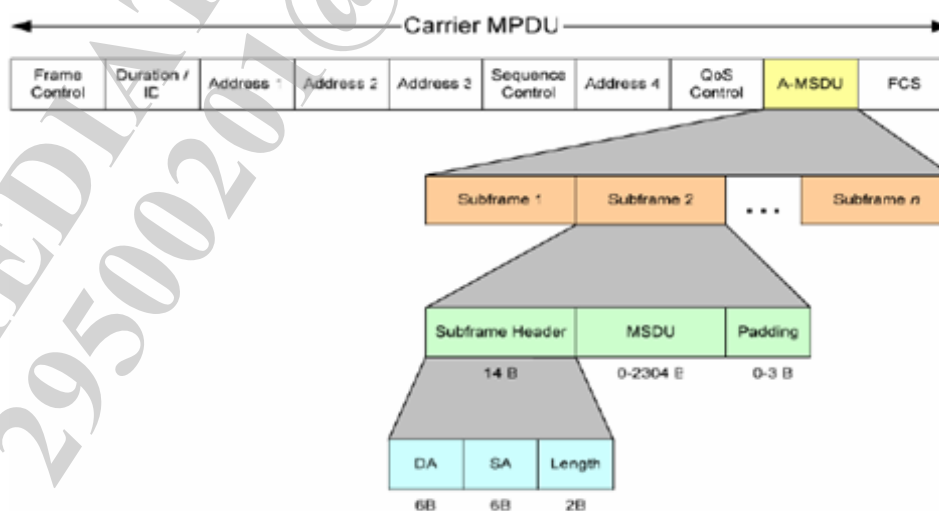 Carrier MPDU
Frame Control
Duration / IC
Address 1
Address 2
Address 3
Sequence Control
Address 4
QoS Control
A-MSDU
FCS
Subframe 1
Subframe 2
...
Subframe n
Subframe Header
MSDU
Padding
14 B
0-2304 B
0-3 B
DA
SA
Length
6B
6B
2B
29500201@